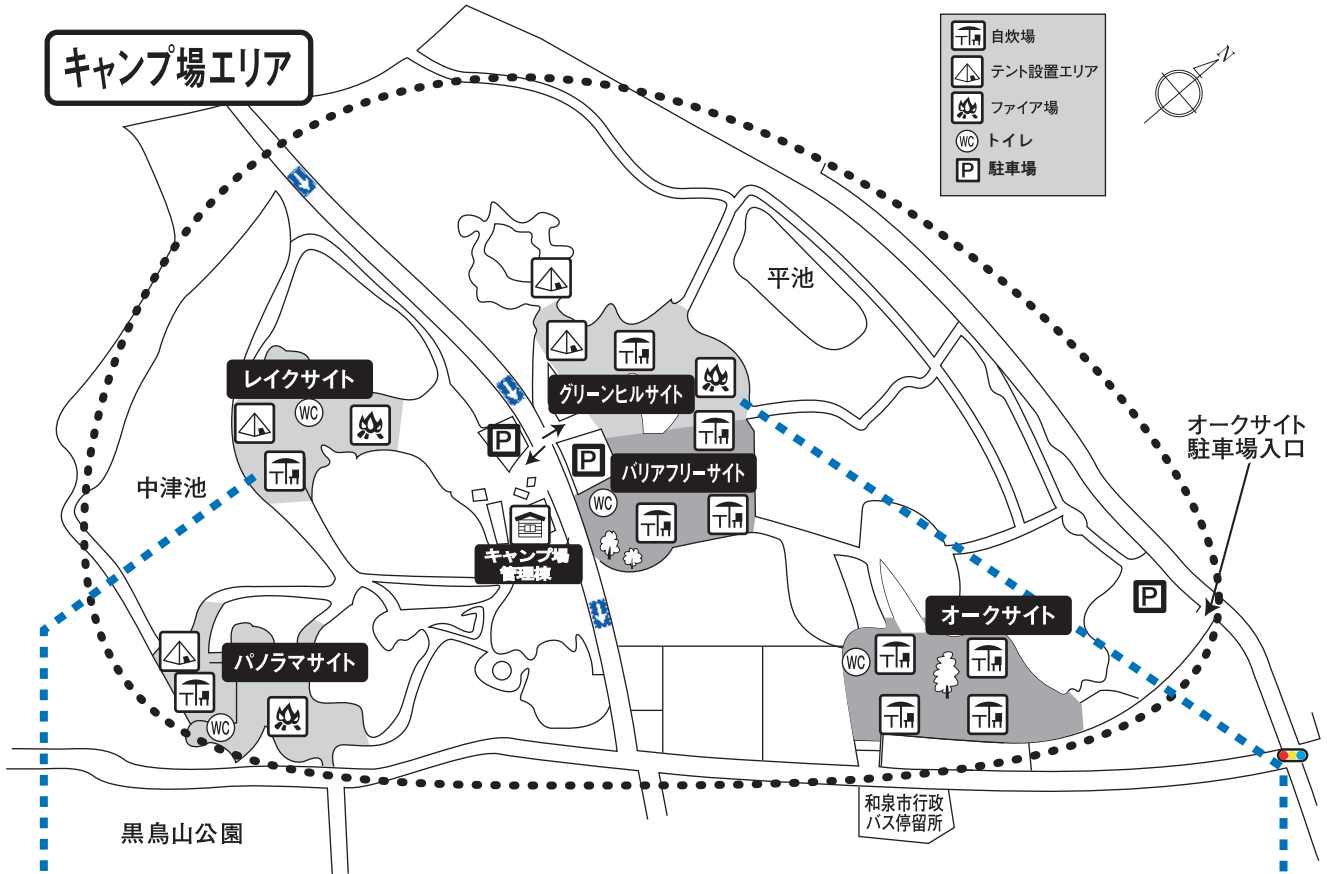 キャンプ場エリア
自炊場
テント設置エリア
ファイア場
WC トイレ
P 駐車場
N
平池
レイクサイト
WC
グリーンヒルサイト
P
P
バリアフリーサイト
WC
オークサイト
駐車場入口
中津池
キャンプ場
管理棟
P
オークサイト
WC
パノラマサイト
WC
和泉市行政
バス停留所
黒鳥山公園